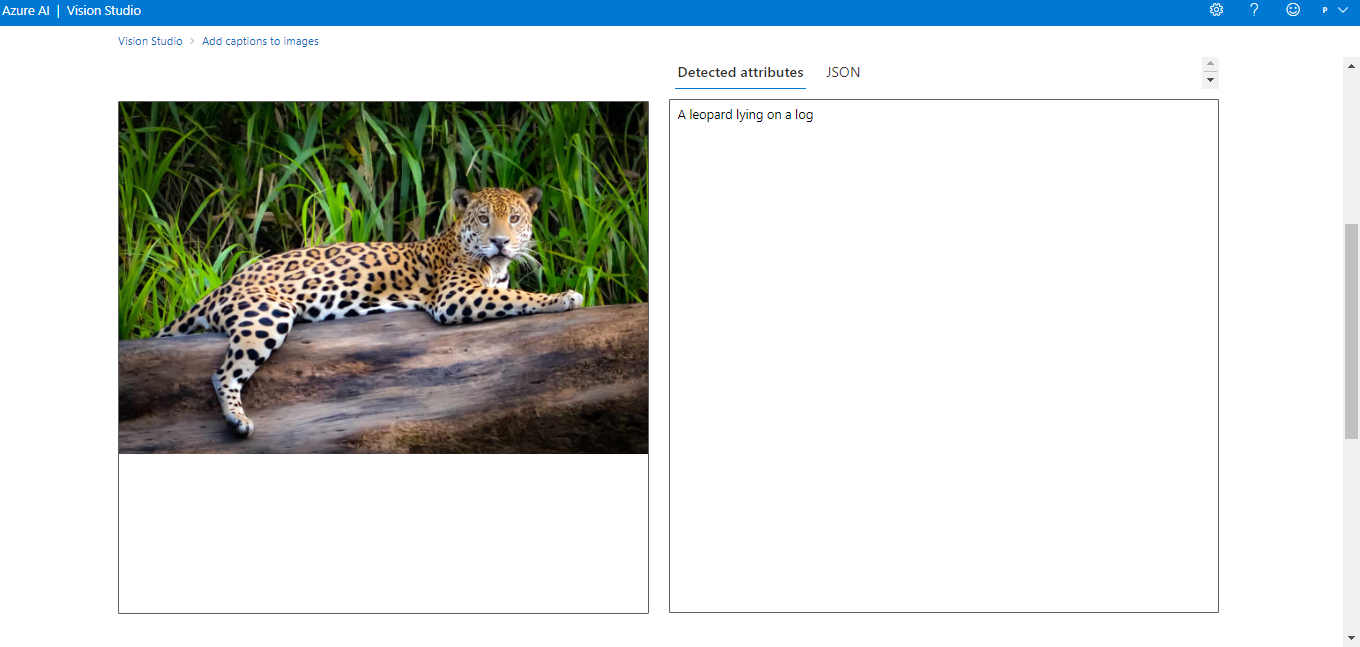 Azure AI | Vision Studio
P
Vision Studio > Add captions to images
Detected attributes JSON
A leopard lying on a log